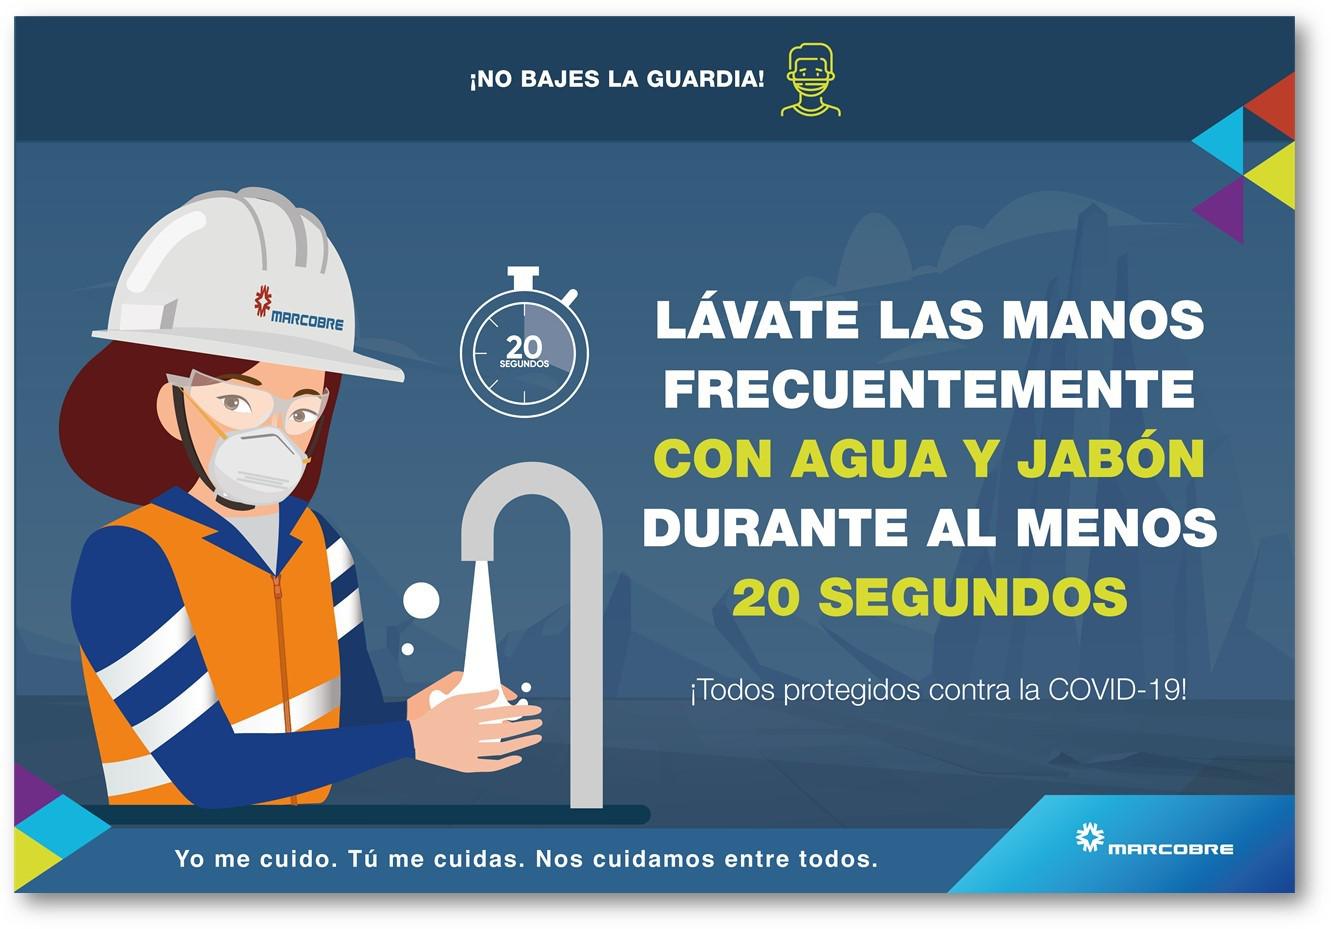 ¡NO BAJES LA GUARDIA!
MARCOBRE
20
SEGUNDOS
LÁVATE LAS MANOS
FRECUENTEMENTE
CON AGUA Y JABÓN
DURANTE AL MENOS
20 SEGUNDOS
¡Todos protegidos contra la COVID-19!
Yo me cuido. Tú me cuidas. Nos cuidamos entre todos.
MARCOBRE